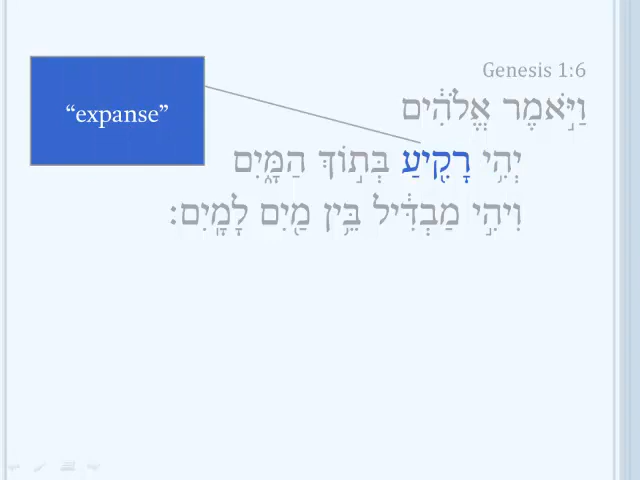 Genesis 1:6
“expanse”
וַיֹּ֣אמֶר אֱלֹהִ֔ים
יְהִ֥י רָקִ֖יעַ בְּת֣וֹךְ הַמָּ֑יִם
וִיהִ֣י מַבְדִּ֔יל בֵּ֥ין מַ֖יִם לָמָֽיִם׃